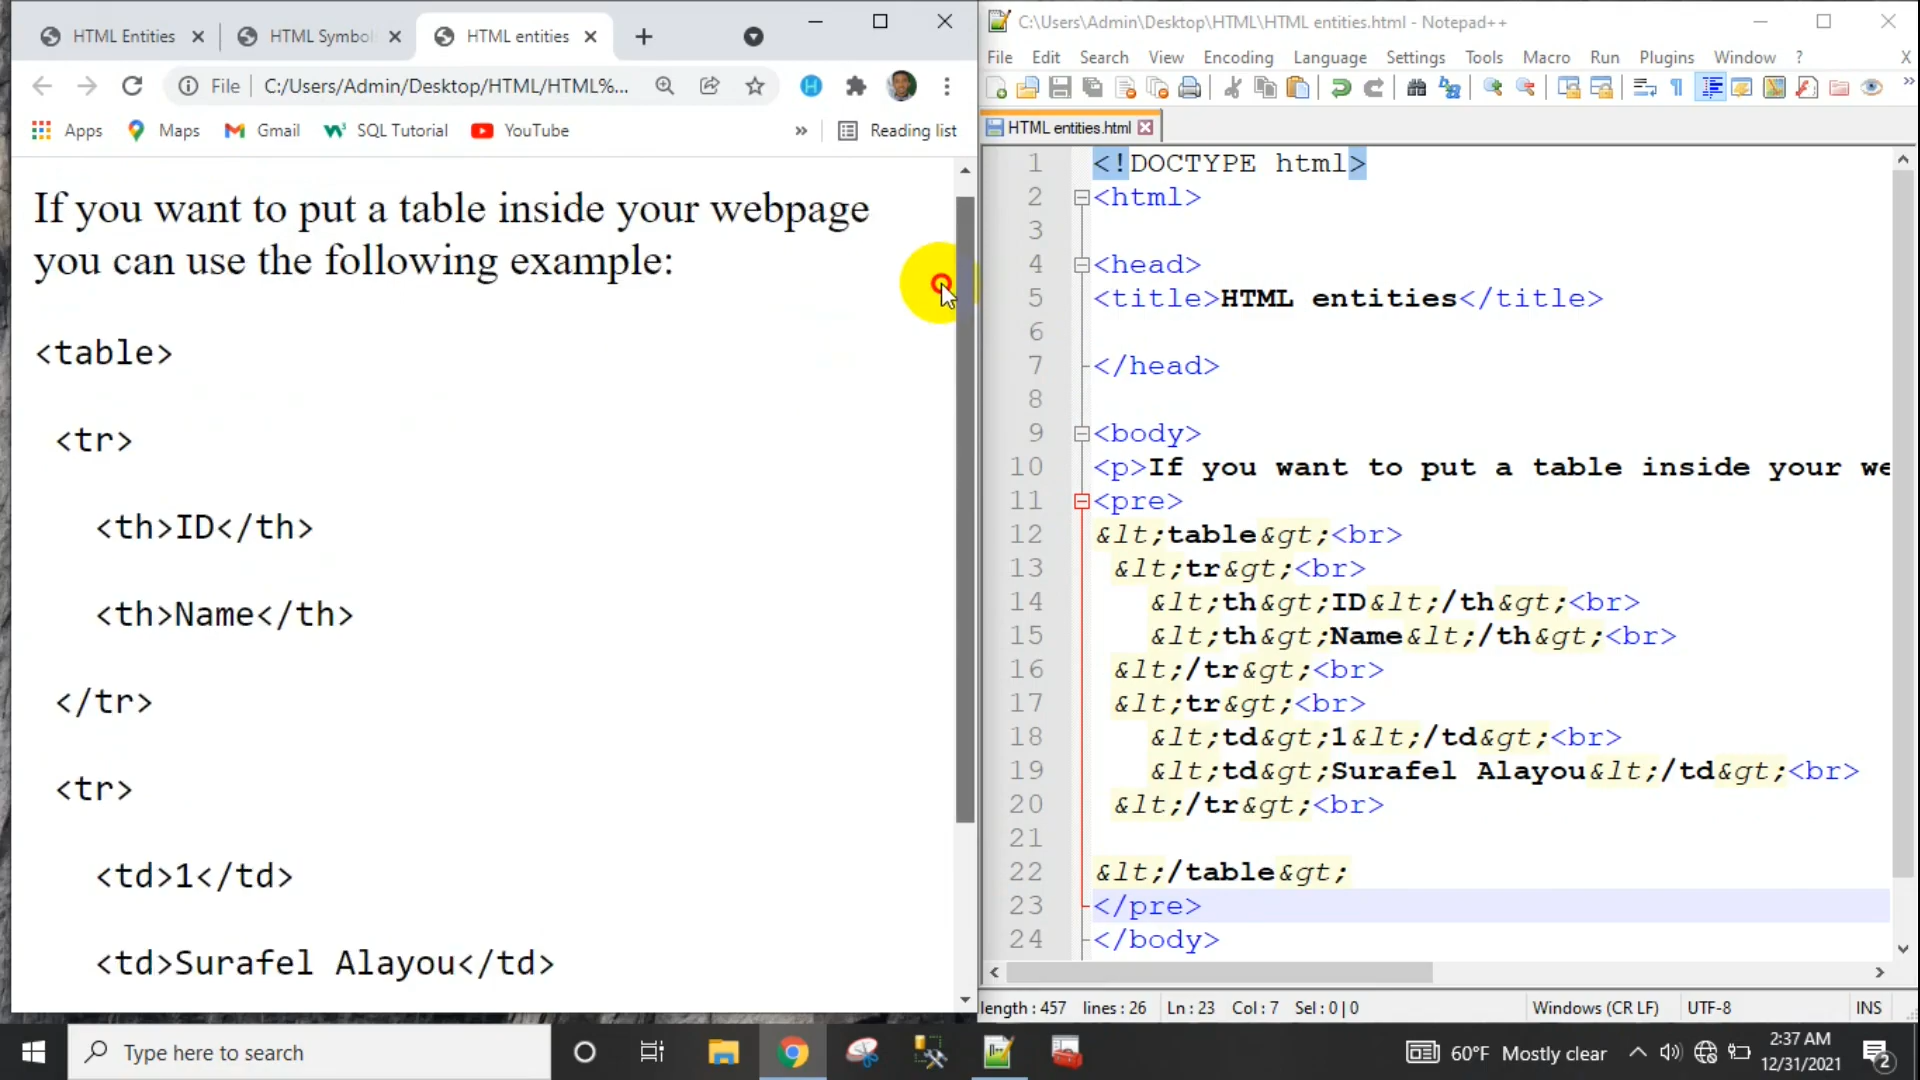 HTML Entities
HTML Symbol
HTML entities
File
C:/Users/Admin/Desktop/HTML/HTML%...
Apps
Maps
Gmail
SQL Tutorial
YouTube
»
Reading list
If you want to put a table inside your webpage
you can use the following example:
<table>
<tr>
<th>ID</th>
<th>Name</th>
</tr>
<tr>
<td>1</td>
<td>Surafel Alayou</td>
C:\Users\Admin\Desktop\HTML\HTML entities.html - Notepad++
File Edit Search View Encoding Language Settings Tools Macro Run Plugins Window ? X
HTML entities.html
1 <!DOCTYPE html>
2 <html>
3
4 <head>
5 <title>HTML entities</title>
6
7 </head>
8
9 <body>
10 <p>If you want to put a table inside your we
11 <pre>
12 &lt;table&gt;<br>
13 &lt;tr&gt;<br>
14 &lt;th&gt;ID&lt;/th&gt;<br>
15 &lt;th&gt;Name&lt;/th&gt;<br>
16 &lt;/tr&gt;<br>
17 &lt;tr&gt;<br>
18 &lt;td&gt;1&lt;/td&gt;<br>
19 &lt;td&gt;Surafel Alayou&lt;/td&gt;<br>
20 &lt;/tr&gt;<br>
21
22 &lt;/table&gt;
23 </pre>
24 </body>
length : 457 lines : 26 Ln : 23 Col : 7 Sel : 0 | 0 Windows (CR LF) UTF-8 INS
Type here to search
60°F Mostly clear
2:37 AM
12/31/2021
2